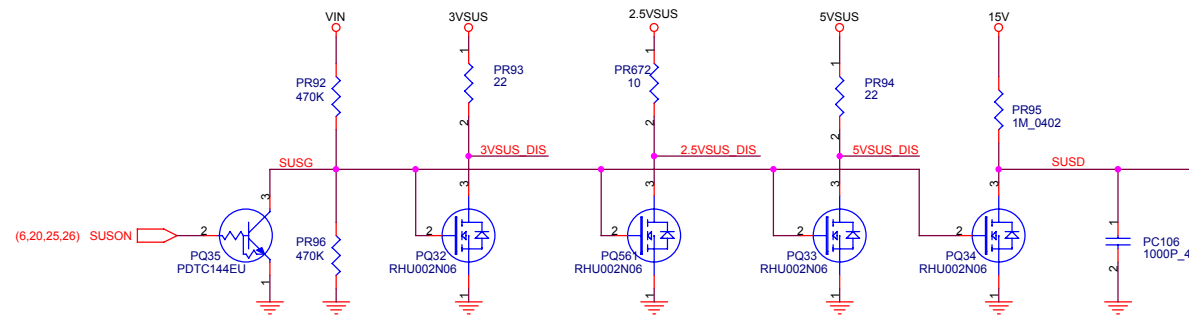 VIN
3VSUS
2.5VSUS
5VSUS
15V
1
1
1
PR92
470K
PR93
22
PR672
10
PR94
22
PR95
1M_0402
2
2
2
3VSUS_DIS
2.5VSUS_DIS
5VSUS_DIS
SUSG
SUSD
3
3
3
3
3
(6,20,25,26) SUSON
2
2
2
2
2
1
PQ35
PDTC144EU
PR96
470K
PQ32
RHU002N06
PQ561
RHU002N06
PQ33
RHU002N06
PQ34
RHU002N06
PC106
1000P_4
2
1
1
1
1
1